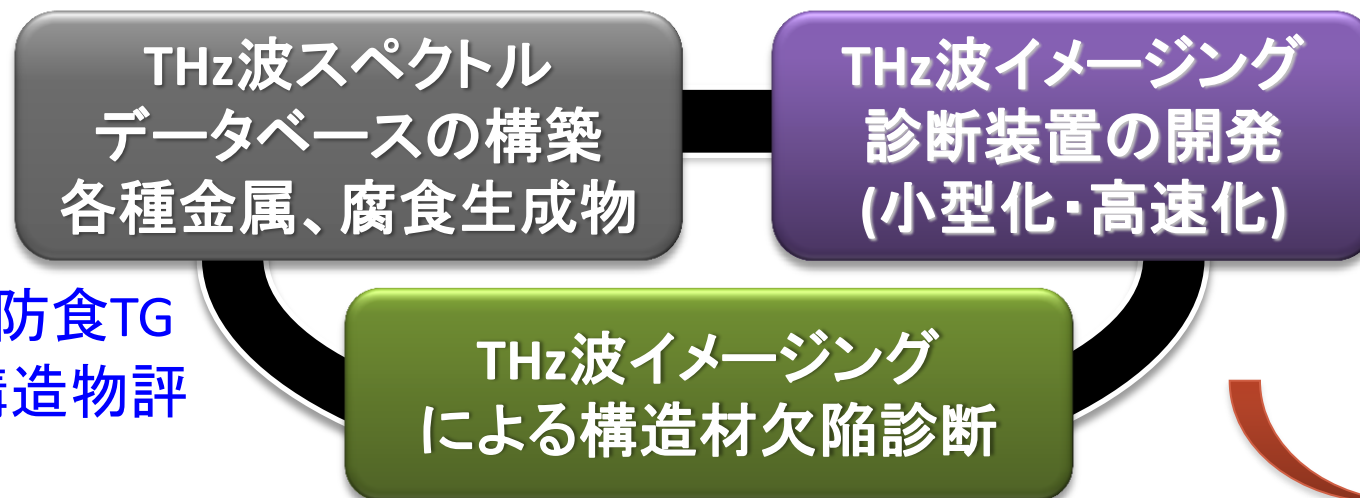 THz波スペクトル
データベースの構築
各種金属、腐食生成物
THz波イメージング
診断装置の開発
(小型化・高速化)
防食TG
造物評
THz波イメージング
による構造材欠陥診断